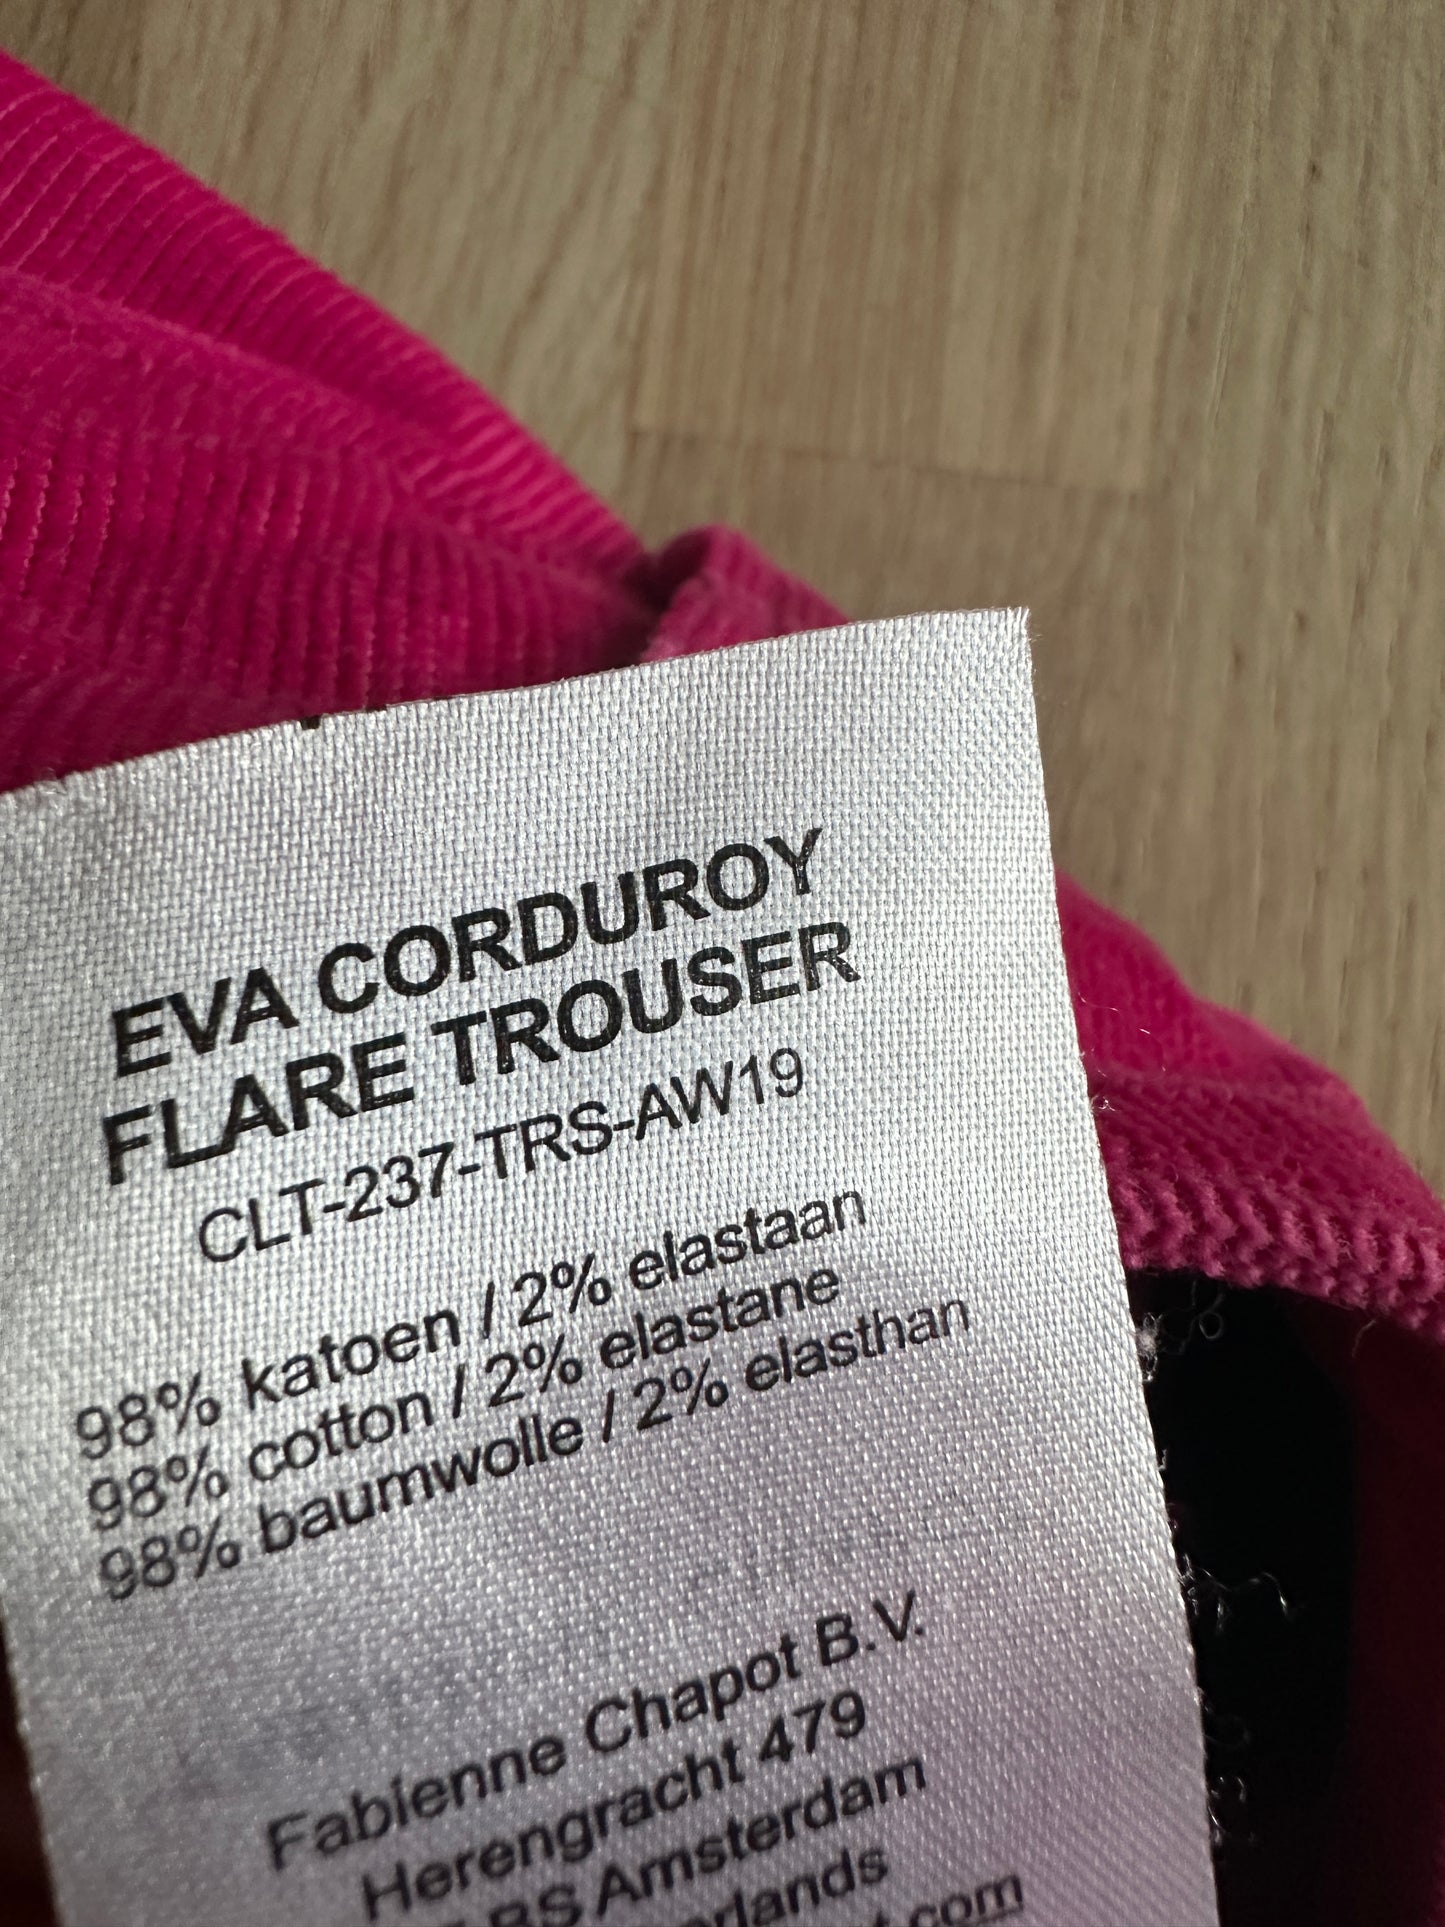 EVA CORDUROY
FLARE TROUSER
CLT-237-TRS-AW19
98% katoen / 2% elastaan
98% cotton / 2% elastane
98% baumwolle / 2% elasthan
Fabienne Chapot B.V.
Herengracht 479
BS Amsterdam